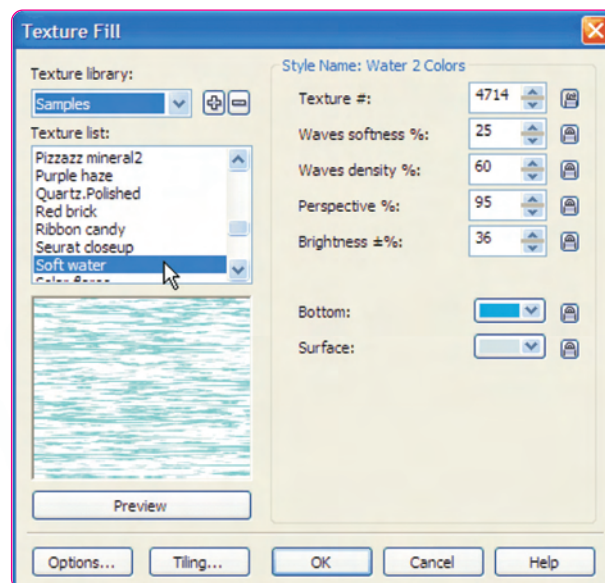 Texture Fill
Texture library:
Samples
Texture list:
Pizzazz mineral2
Purple haze
Quartz.Polished
Red brick
Ribbon candy
Seurat closeup
Soft water
Preview
Style Name: Water 2 Colors
Texture #: 4714
Waves softness %: 25
Waves density %: 60
Perspective %: 95
Brightness ±%: 36
Bottom:
Surface:
Options... Tiling... OK Cancel Help